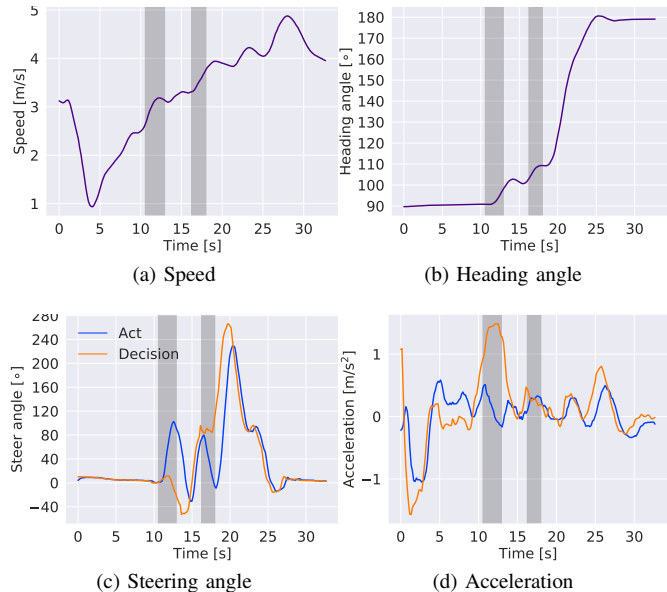 5
4
3
2
1
Speed [m/s]
0 5 10 15 20 25 30
Time [s]
(a) Speed
180
170
160
150
140
130
120
110
100
90
Heading angle [∘]
0 5 10 15 20 25 30
Time [s]
(b) Heading angle
280
240
200
160
120
80
40
0
−40
Steer angle [∘]
Act
Decision
0 5 10 15 20 25 30
Time [s]
(c) Steering angle
1
0
−1
Acceleration [m/s²]
0 5 10 15 20 25 30
Time [s]
(d) Acceleration